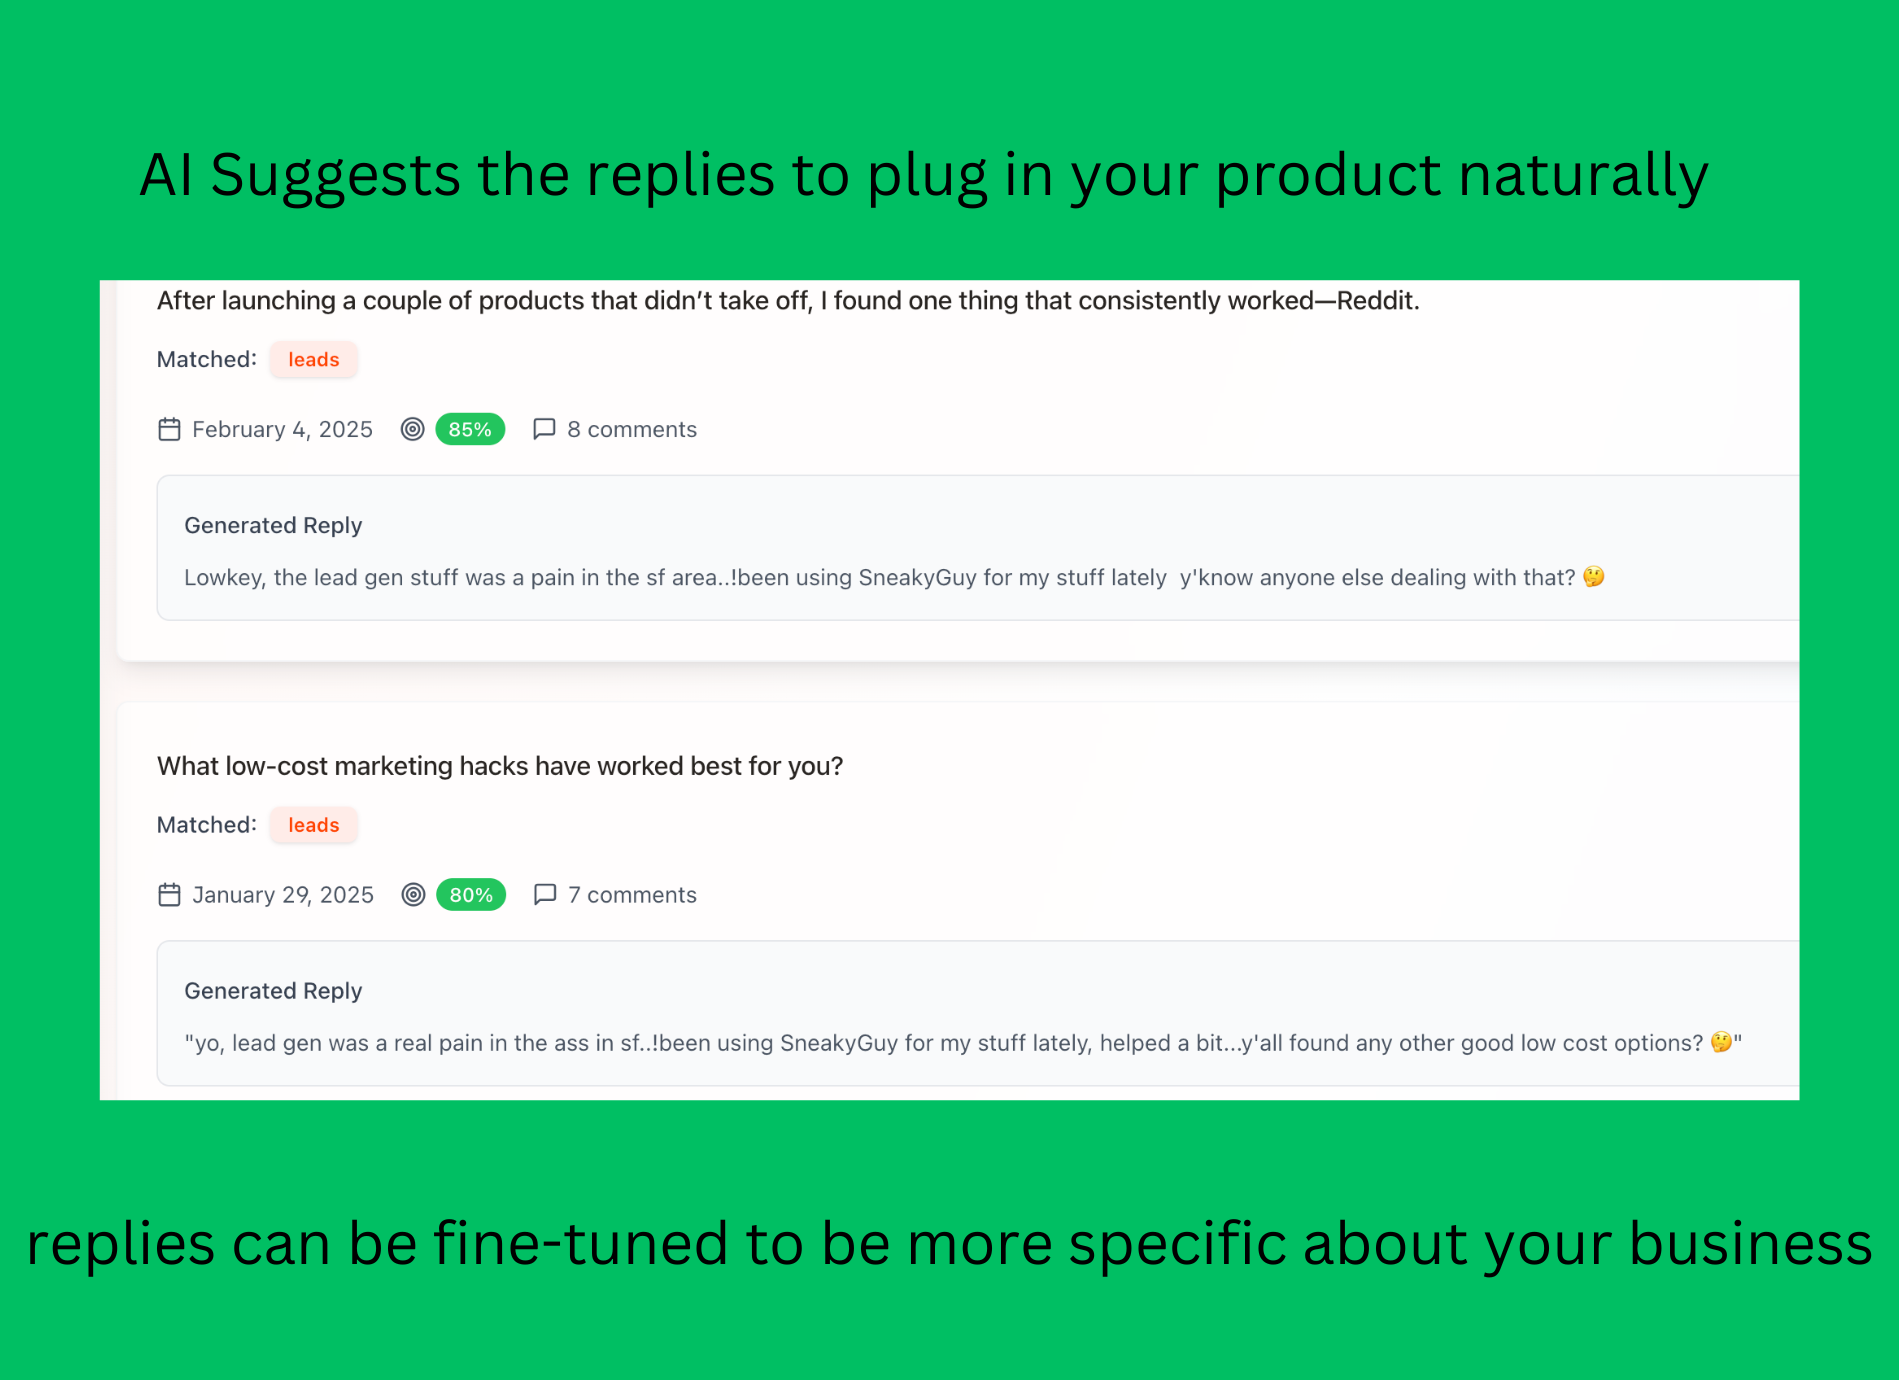 AI Suggests the replies to plug in your product naturally
After launching a couple of products that didn’t take off, I found one thing that consistently worked—Reddit.
Matched: leads
February 4, 2025 85% 8 comments
Generated Reply
Lowkey, the lead gen stuff was a pain in the sf area..!been using SneakyGuy for my stuff lately  y'know anyone else dealing with that? 🤔
What low-cost marketing hacks have worked best for you?
Matched: leads
January 29, 2025 80% 7 comments
Generated Reply
"yo, lead gen was a real pain in the ass in sf..!been using SneakyGuy for my stuff lately, helped a bit...y'all found any other good low cost options? 🤔"
replies can be fine-tuned to be more specific about your business